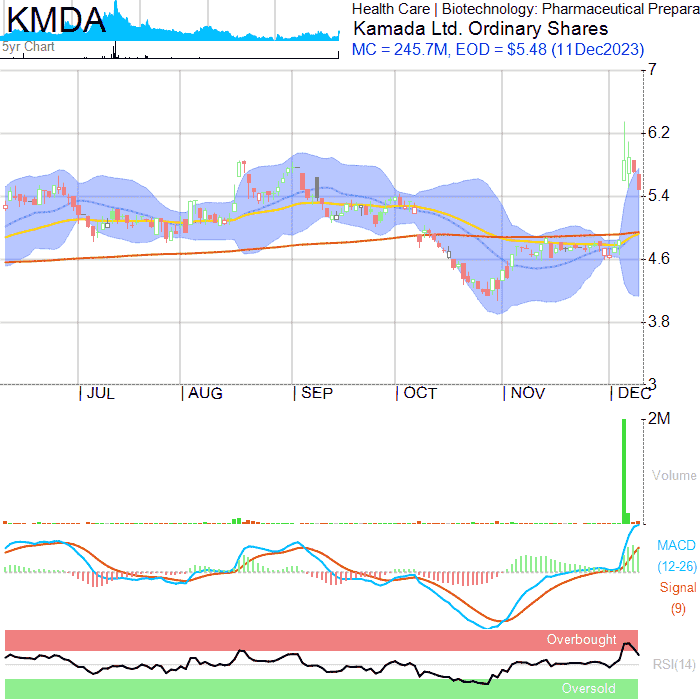 KMDA
5yr Chart
Health Care | Biotechnology: Pharmaceutical Prepara
Kamada Ltd. Ordinary Shares
MC = 245.7M, EOD = $5.48 (11Dec2023)
7
6.2
5.4
4.6
3.8
3
JUL AUG SEP OCT NOV DEC
2M
Volume
MACD
(12-26)
Signal
(9)
Overbought
RSI(14)
Oversold